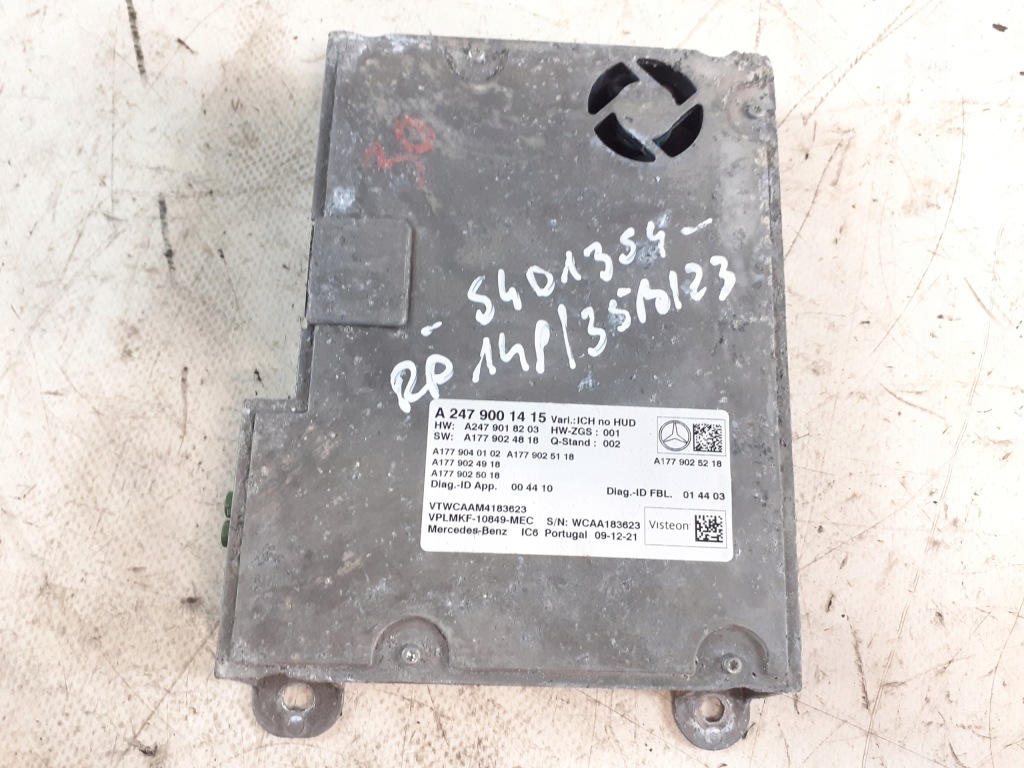 30
- S401354 -
RP 14P/35B/23
A 247 900 14 15 Vari.:ICH no HUD
HW: A247 901 82 03 HW-ZGS : 001
SW: A177 902 48 18 Q-Stand : 002
A177 904 01 02 A177 902 51 18
A177 902 49 18
A177 902 50 18
A177 902 52 18
Diag.-ID App. 00 44 10 Diag.-ID FBL. 01 44 03
VTWCAAM4183623
VPLMKF-10849-MEC S/N: WCAA183623
Mercedes-Benz IC6 Portugal 09-12-21
Visteon